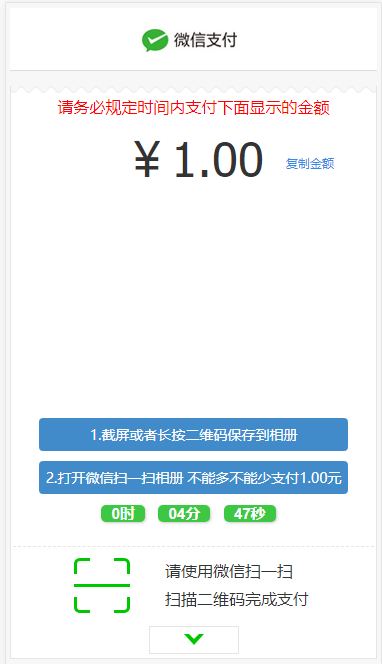 微信支付
请务必规定时间内支付下面显示的金额
¥ 1.00 复制金额
1.截屏或者长按二维码保存到相册
2.打开微信扫一扫相册 不能多不能少支付1.00元
0时 04分 47秒
请使用微信扫一扫
扫描二维码完成支付